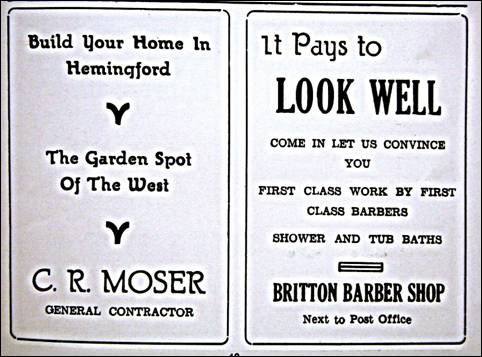 Build Your Home In
Hemingford
The Garden Spot
Of The West
C. R. MOSER
GENERAL CONTRACTOR
It Pays to
LOOK WELL
COME IN LET US CONVINCE
YOU
FIRST CLASS WORK BY FIRST
CLASS BARBERS
SHOWER AND TUB BATHS
BRITTON BARBER SHOP
Next to Post Office